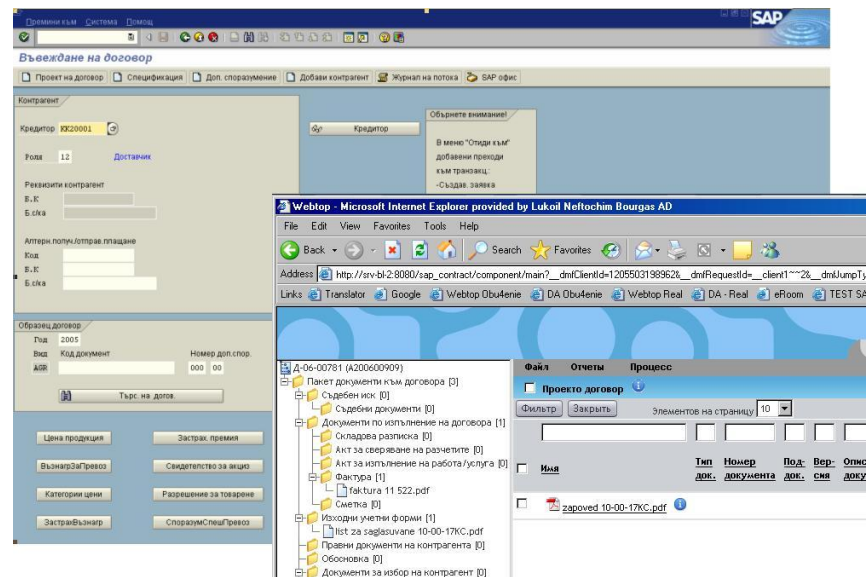 Премини към Система Помощ
SAP
Въвеждане на договор
Проект на договор Спецификация Доп. споразумение Добави контрагент Журнал на потока SAP офис
Контрагент
Кредитор KK20001
Кредитор
Роля 12 Доставчик
Реквизити контрагент
В.К
Б.с/ка
Алтерн.получ./отправ.плащане
Код
В.К
Б.с/ка
Обърнете внимание!
В меню "Отиди към"
добавени преходи
към транзакц.:
-Създав. заявка
Образец договор
Год 2005
Вид Код документ Номер доп.спор.
AGR 000 00
Търс. на догов.
Цена продукция Застрах. премия
ВъзнагрЗаПревоз Свидетелство за акциз
Категории цени Разрешение за товарене
ЗастрахВъзнагр СпоразумСпешПревоз
Webtop - Microsoft Internet Explorer provided by Lukoil Neftochim Bourgas AD
File Edit View Favorites Tools Help
Back Search Favorites
Address http://srv-bl-2:8080/sap_contract/component/main?__dmfClientId=1205503198962&__dmfRequestId=__client1~~2&__dmfJumpTy
Links Translator Google Webtop Obu4enie DA Obu4enie Webtop Real DA - Real eRoom TEST SA
Д-06-00781 (A200600909)
Пакет документи към договора [3]
Съдебен иск [0]
Съдебни документи [0]
Документи по изпълнение на договора [1]
Складова разписка [0]
Акт за сверяване на разчетите [0]
Акт за изпълнение на работа/услуга [0]
Фактура [1]
faktura 11 522.pdf
Сметка [0]
Изходни учетни форми [1]
list za saglasuvane 10-00-17KC.pdf
Правни документи на контрагента [0]
Обосновка [0]
Документи за избор на контрагент [0]
Файл Отчеты Процесс
Проекто договор
Фильтр Закрыть Элементов на страницу 10
Имя Тип док. Номер документа Под- док. Вер- сия Опис доку
zapoved 10-00-17KC.pdf